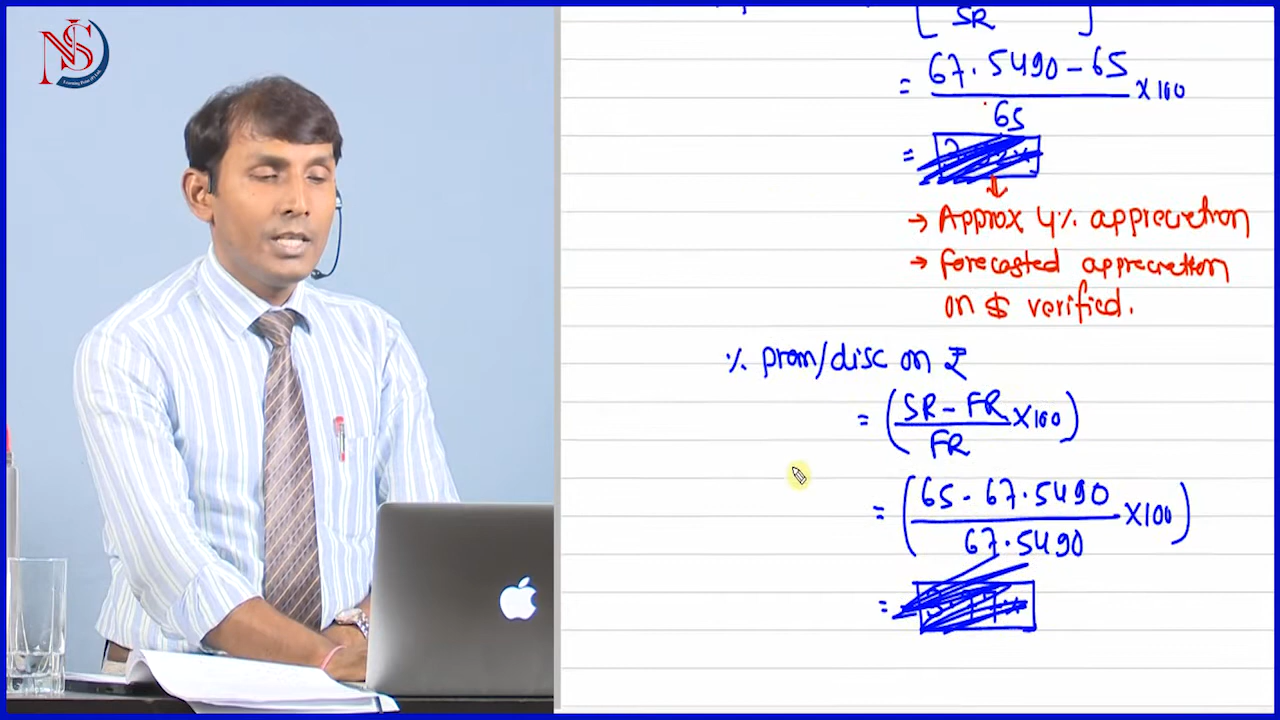 NS
SR
= 67.5490 - 65 / 65 × 100
=
→ Approx 4% appreciation
→ Forecasted appreciation
on $ verified.
% prem/disc on ₹
= (SR - FR / FR × 100)
= (65 - 67.5490 / 67.5490 × 100)
=